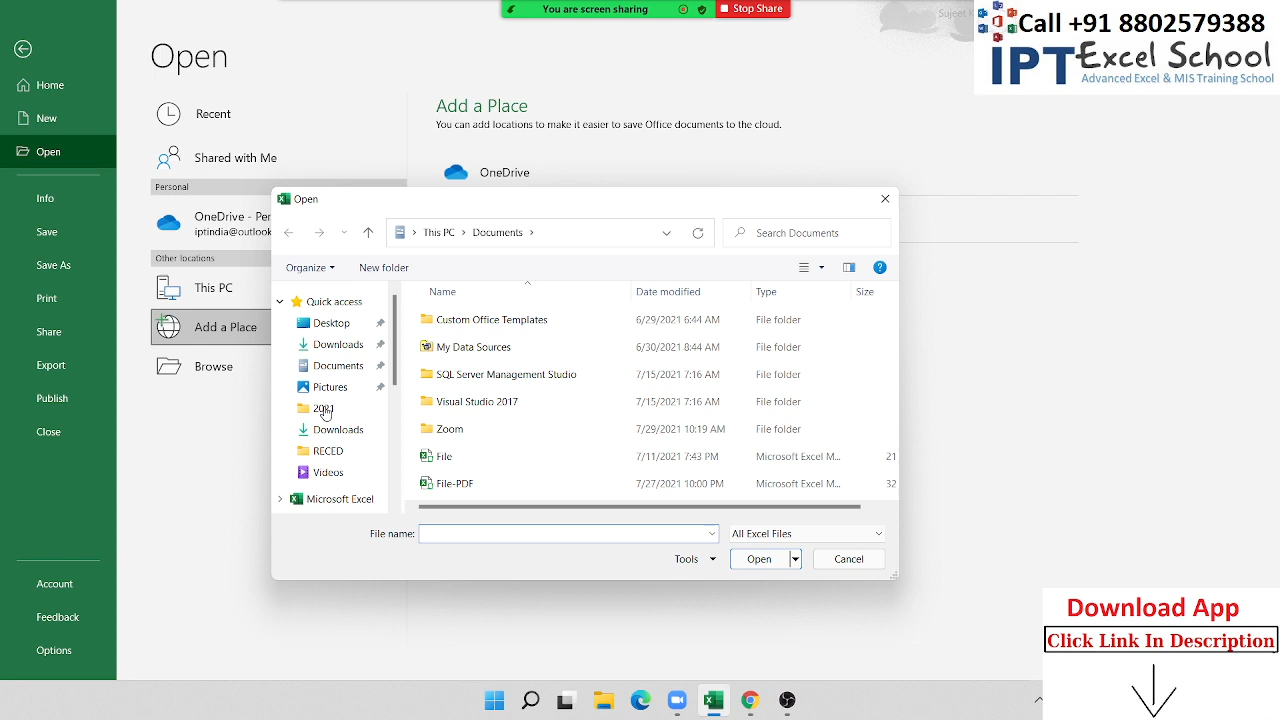 You are screen sharing
Stop Share
Sujeet
Call +91 8802579388
IPT Excel School
Advanced Excel & MIS Training School
Home
New
Open
Info
Save
Save As
Print
Share
Export
Publish
Close
Account
Feedback
Options
Open
Recent
Shared with Me
Personal
OneDrive - Per
iptindia@outlook
Other locations
This PC
Add a Place
Browse
Add a Place
You can add locations to make it easier to save Office documents to the cloud.
OneDrive
Open
This PC > Documents >
Search Documents
Organize
New folder
Quick access
Desktop
Downloads
Documents
Pictures
2021
Downloads
RECED
Videos
Microsoft Excel
Name Date modified Type Size
Custom Office Templates 6/29/2021 6:44 AM File folder
My Data Sources 6/30/2021 8:44 AM File folder
SQL Server Management Studio 7/15/2021 7:16 AM File folder
Visual Studio 2017 7/15/2021 7:16 AM File folder
Zoom 7/29/2021 10:19 AM File folder
File 7/11/2021 7:43 PM Microsoft Excel M... 21
File-PDF 7/27/2021 10:00 PM Microsoft Excel M... 32
File name:
All Excel Files
Tools
Open
Cancel
Download App
Click Link In Description